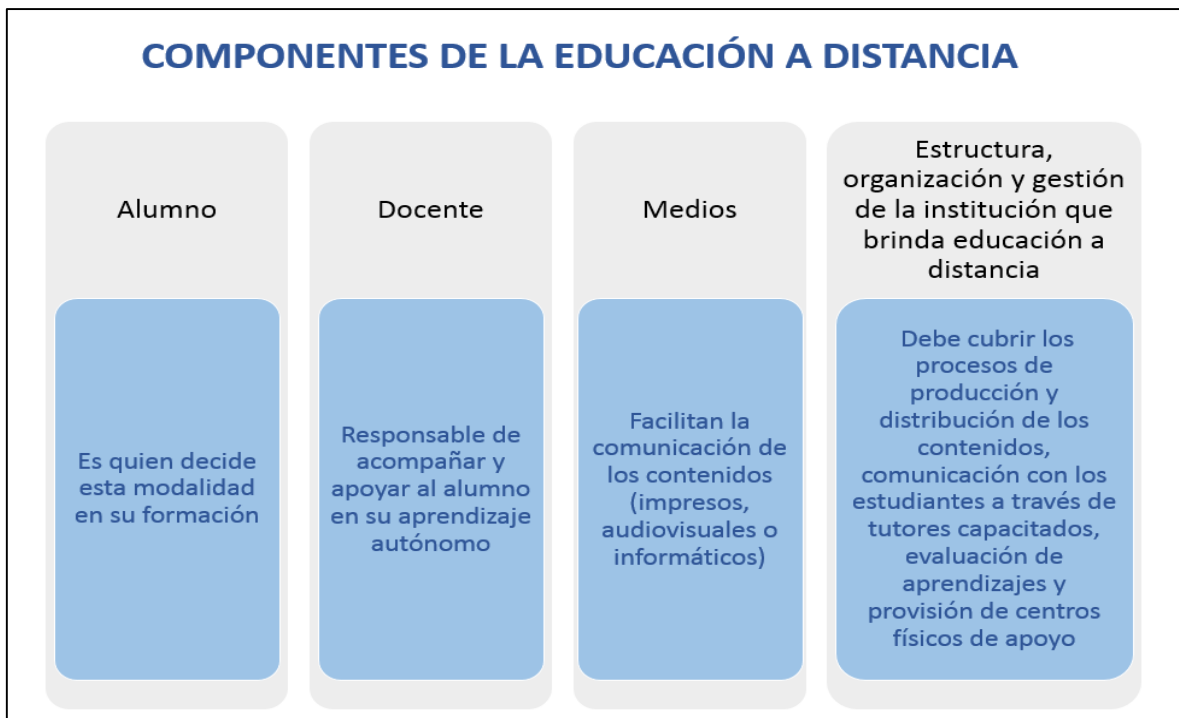 COMPONENTES DE LA EDUCACIÓN A DISTANCIA
Alumno
Es quien decide
esta modalidad
en su formación
Docente
Responsable de
acompañar y
apoyar al alumno
en su aprendizaje
autónomo
Medios
Facilitan la
comunicación de
los contenidos
(impresos,
audiovisuales o
informáticos)
Estructura,
organización y gestión
de la institución que
brinda educación a
distancia
Debe cubrir los
procesos de
producción y
distribución de los
contenidos,
comunicación con los
estudiantes a través de
tutores capacitados,
evaluación de
aprendizajes y
provisión de centros
físicos de apoyo